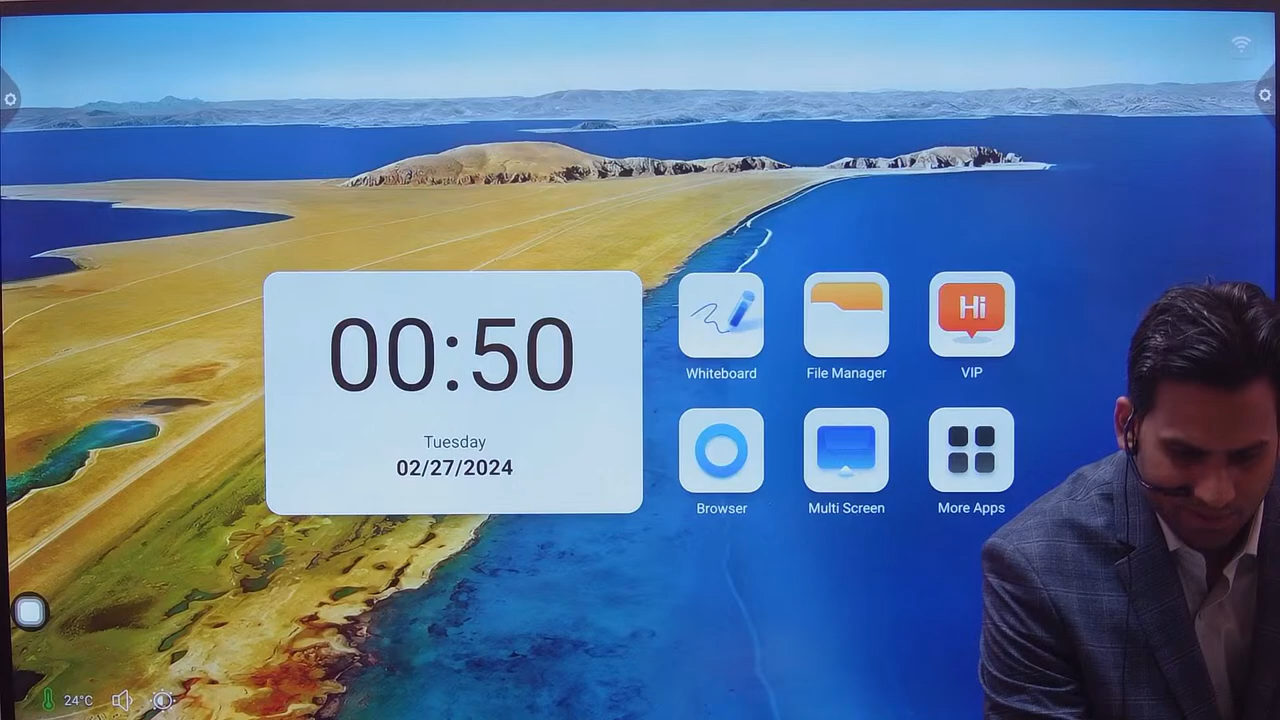 00:50
Tuesday
02/27/2024
Hi
Whiteboard
File Manager
VIP
Browser
Multi Screen
More Apps
24°C